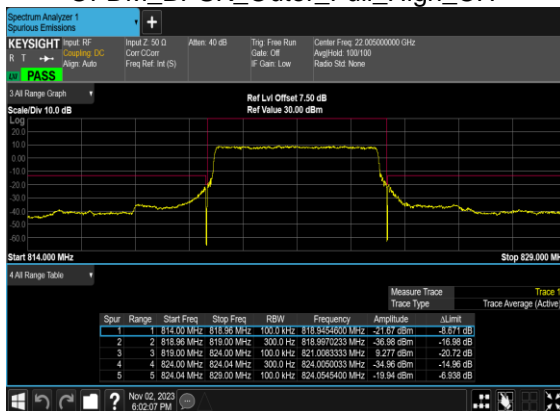 Spectrum Analyzer 1
Spurious Emissions
KEYSIGHT Input: RF Input Z: 50 Ω Atten: 40 dB Trig: Free Run Center Freq: 22.005000000 GHz
R T Coupling: DC Corr CCorr Gate: Off Avg|Hold: 100/100
Align: Auto Freq Ref: Int (S) IF Gain: Low Radio Std: None
PASS
3 All Range Graph
Ref Lvl Offset 7.50 dB
Scale/Div 10.0 dB Ref Value 30.00 dBm
Log
20.0
10.0
0.00
-10.0
-20.0
-30.0
-40.0
-50.0
-60.0
Start 814.000 MHz Stop 829.000 MH
4 All Range Table
Measure Trace Trace 1
Trace Type Trace Average (Active)
Spur Range Start Freq Stop Freq RBW Frequency Amplitude ΔLimit
1 1 814.00 MHz 818.96 MHz 100.0 kHz 818.9454600 MHz -21.67 dBm -8.671 dB
2 2 818.96 MHz 819.00 MHz 300.0 Hz 818.9970233 MHz -36.98 dBm -16.98 dB
3 3 819.00 MHz 824.00 MHz 100.0 kHz 821.0083333 MHz 9.277 dBm -20.72 dB
4 4 824.00 MHz 824.04 MHz 300.0 Hz 824.0050033 MHz -34.96 dBm -14.96 dB
5 5 824.04 MHz 829.00 MHz 100.0 kHz 824.0545400 MHz -19.94 dBm -6.938 dB
Nov 02, 2023
6:02:07 PM